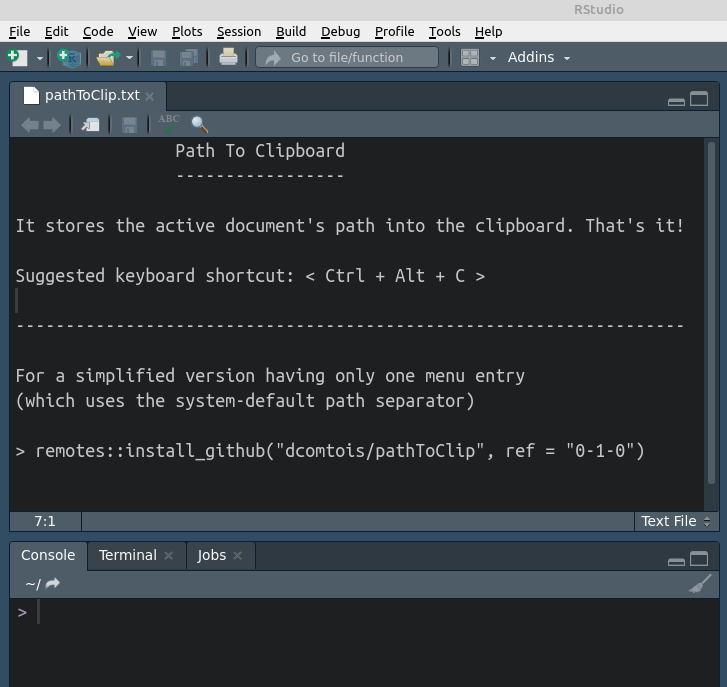 RStudio
File Edit Code View Plots Session Build Debug Profile Tools Help
Go to file/function Addins
pathToClip.txt
ABC
Path To Clipboard
-----------------
It stores the active document's path into the clipboard. That's it!
Suggested keyboard shortcut: < Ctrl + Alt + C >
-------------------------------------------------------------------
For a simplified version having only one menu entry
(which uses the system-default path separator)
> remotes::install_github("dcomtois/pathToClip", ref = "0-1-0")
7:1 Text File
Console Terminal Jobs
~/
>